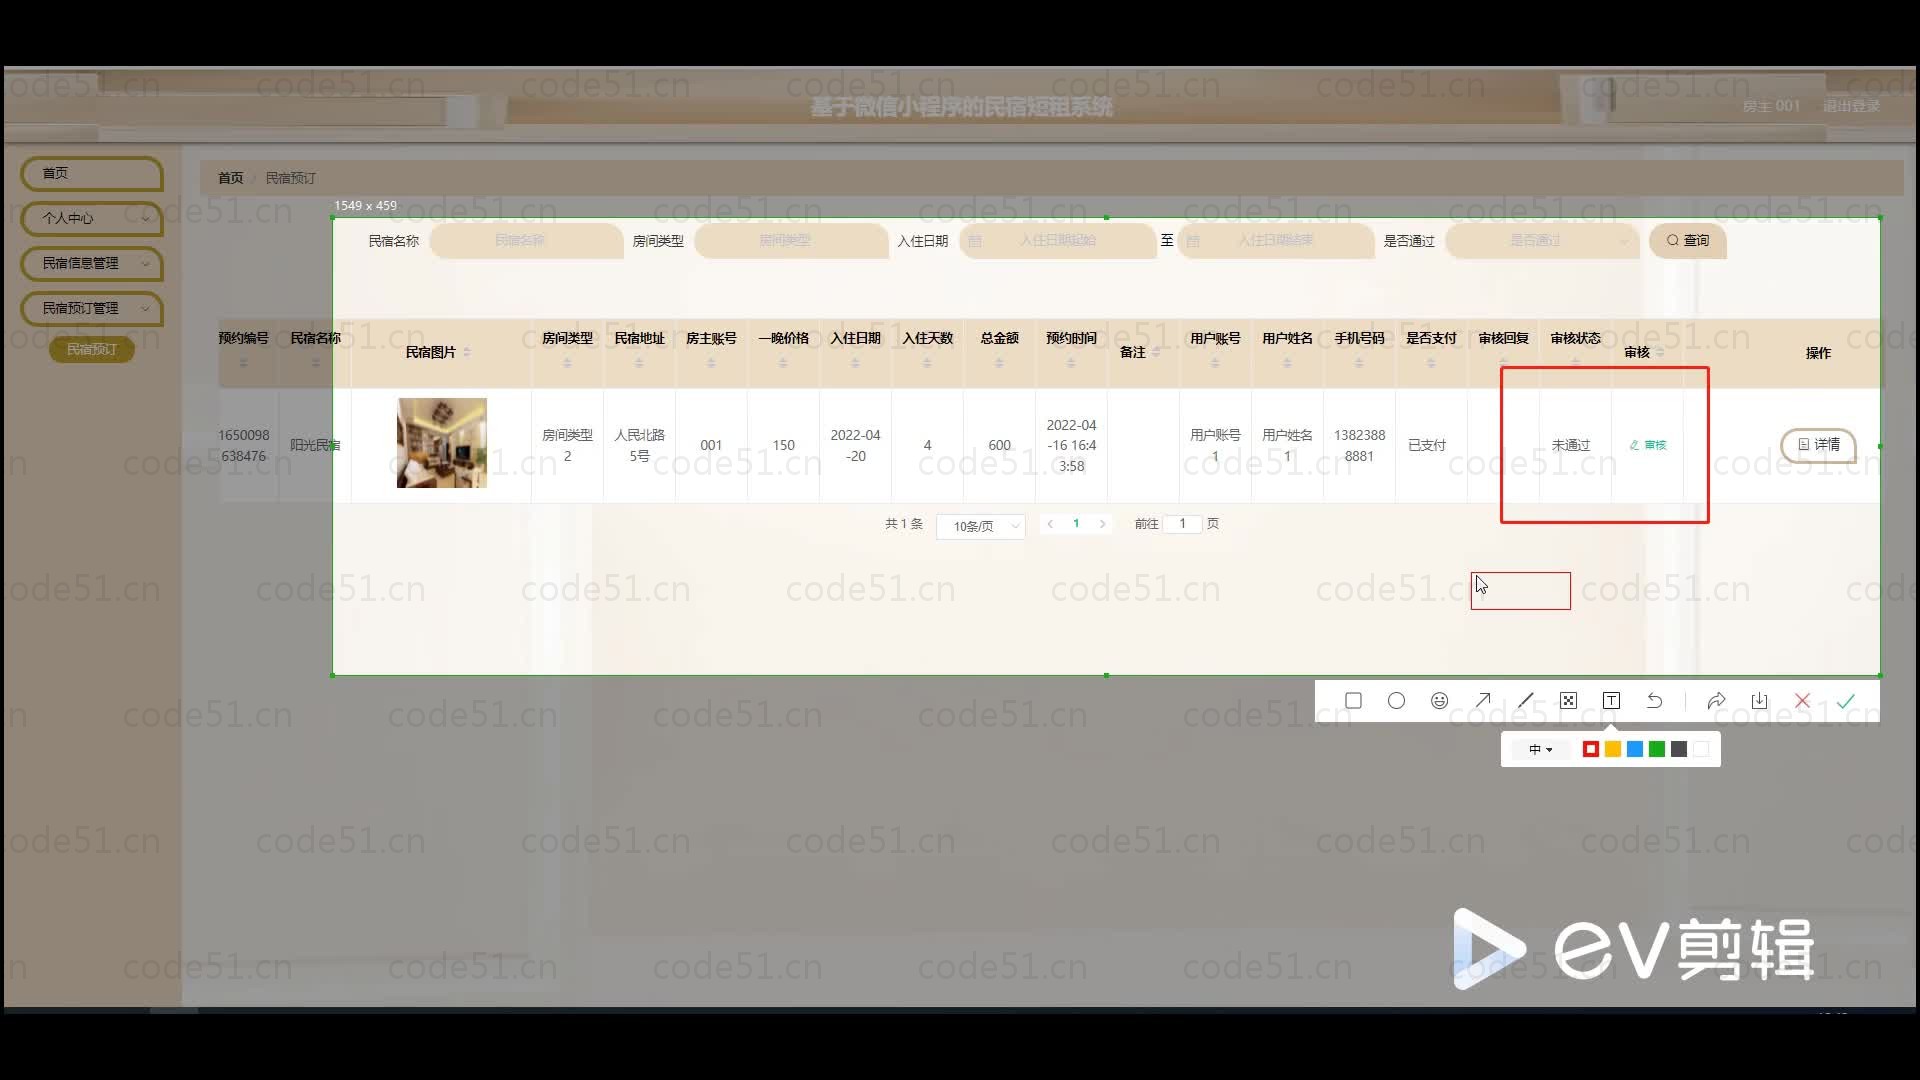 基于微信小程序的民宿短租系统
房主 001 退出登录
首页
个人中心
民宿信息管理
民宿预订管理
民宿预订
首页 / 民宿预订
1549 x 459
民宿名称 民宿名称 房间类型 房间类型 入住日期 入住日期起始 至 入住日期结束 是否通过 是否通过 查询
预约编号 民宿名称 民宿图片 房间类型 民宿地址 房主账号 一晚价格 入住日期 入住天数 总金额 预约时间 备注 用户账号 用户姓名 手机号码 是否支付 审核回复 审核状态 审核 操作
1650098
638476
阳光民宿
房间类型
2
人民北路
5号
001
150
2022-04
-20
4
600
2022-04
-16 16:4
3:58
用户账号
1
用户姓名
1
1382388
8881
已支付
未通过
审核
详情
共 1 条 10条/页 1 前往 1 页
中
ev剪辑
code51.cn